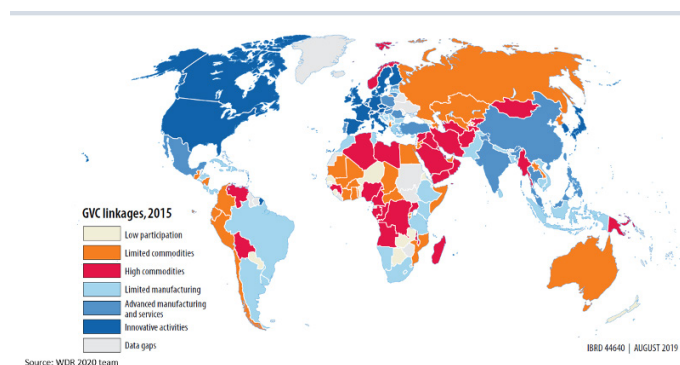 GVC linkages, 2015
Low participation
Limited commodities
High commodities
Limited manufacturing
Advanced manufacturing
and services
Innovative activities
Data gaps
IBRD 44640 | AUGUST 2019
Source: WDR 2020 team